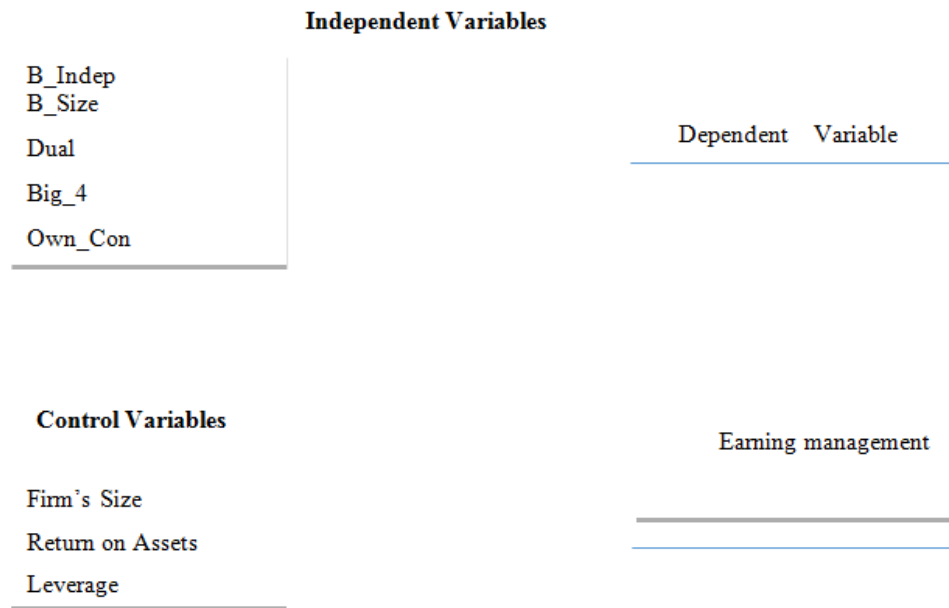 Independent Variables
B_Indep
B_Size
Dual
Big_4
Own_Con
Dependent Variable
Control Variables
Firm's Size
Return on Assets
Leverage
Earning management